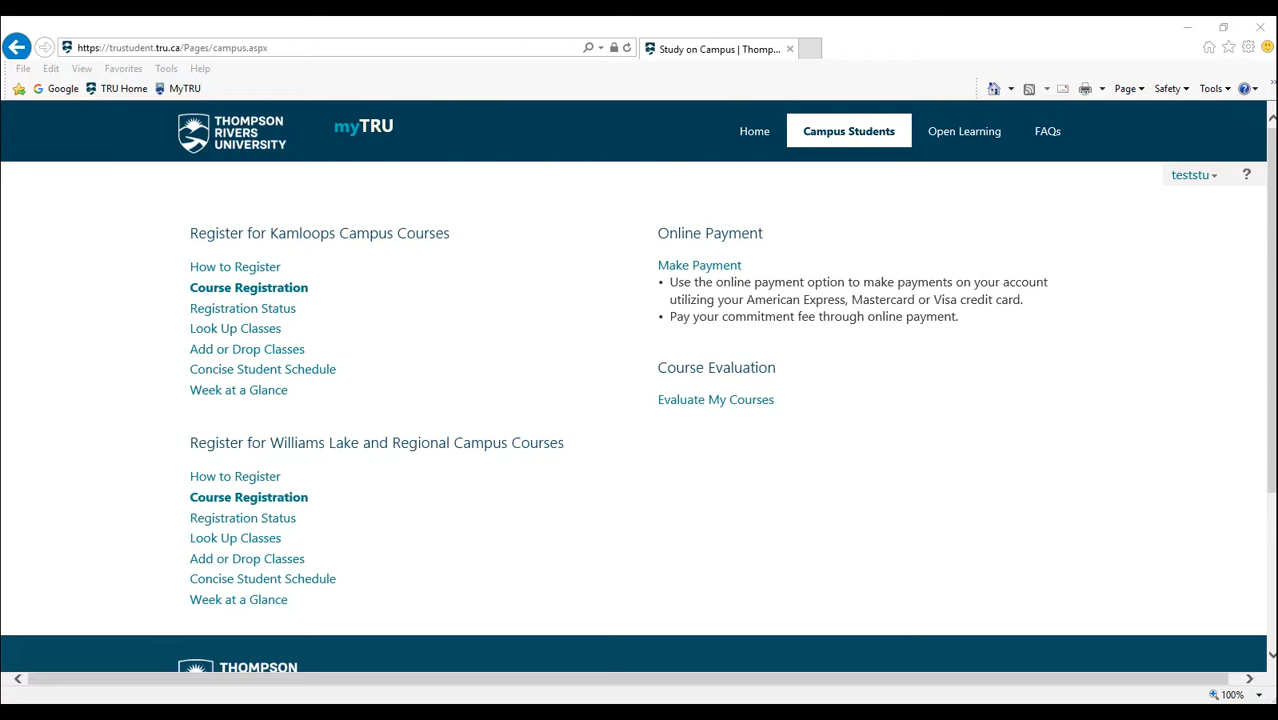 https://trustudent.tru.ca/Pages/campus.aspx
Study on Campus | Thomp...
File Edit View Favorites Tools Help
Google TRU Home MyTRU
Page Safety Tools
THOMPSON
RIVERS
UNIVERSITY
myTRU
Home Campus Students Open Learning FAQs
teststu ?
Register for Kamloops Campus Courses
How to Register
Course Registration
Registration Status
Look Up Classes
Add or Drop Classes
Concise Student Schedule
Week at a Glance
Register for Williams Lake and Regional Campus Courses
How to Register
Course Registration
Registration Status
Look Up Classes
Add or Drop Classes
Concise Student Schedule
Week at a Glance
Online Payment
Make Payment
• Use the online payment option to make payments on your account
utilizing your American Express, Mastercard or Visa credit card.
• Pay your commitment fee through online payment.
Course Evaluation
Evaluate My Courses
THOMPSON
100%